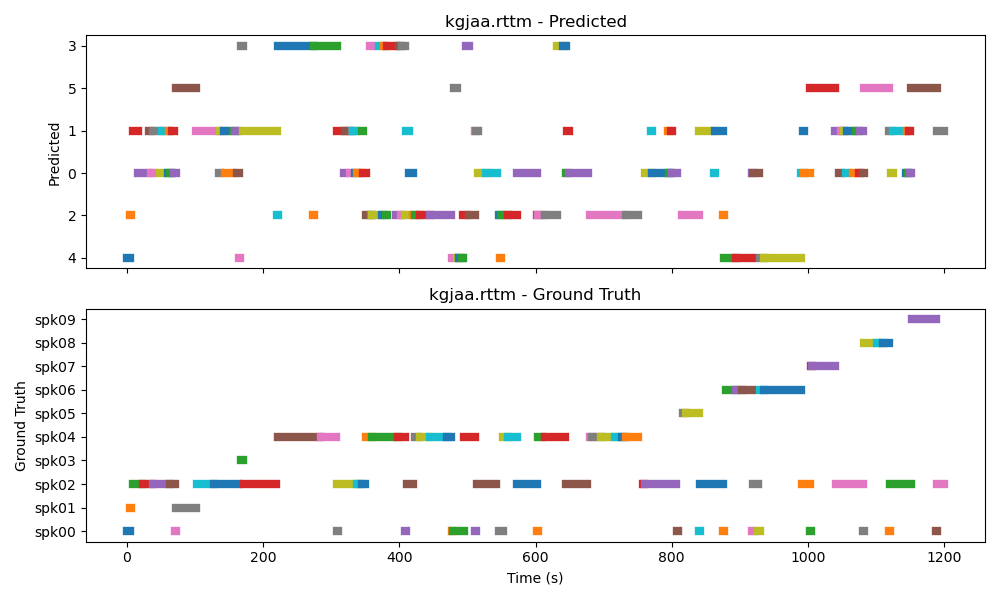 kgjaa.rttm - Predicted
3
5
1
0
2
4
Predicted
kgjaa.rttm - Ground Truth
spk09
spk08
spk07
spk06
spk05
spk04
spk03
spk02
spk01
spk00
Ground Truth
0 200 400 600 800 1000 1200
Time (s)